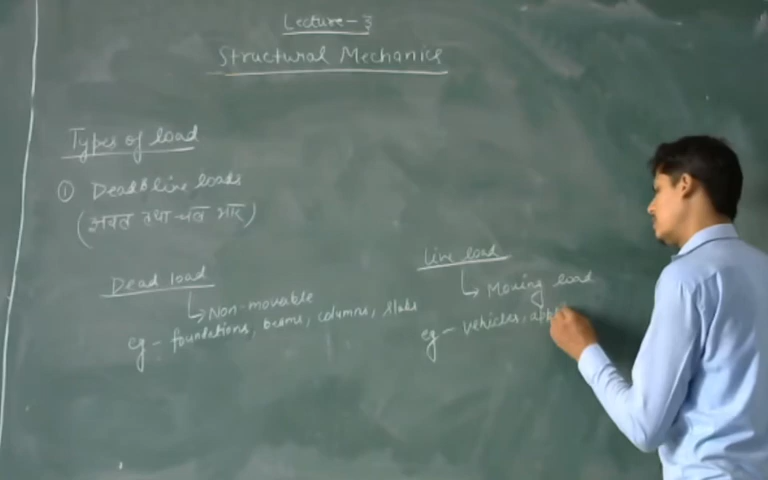 Lecture-3
Structural Mechanics
Types of load
① Dead & live loads
(अचल तथा चल भार)
Dead load
↳ Non-movable
eg - foundations, beams, columns, slabs
live load
↳ Moving load
eg - vehicles, app